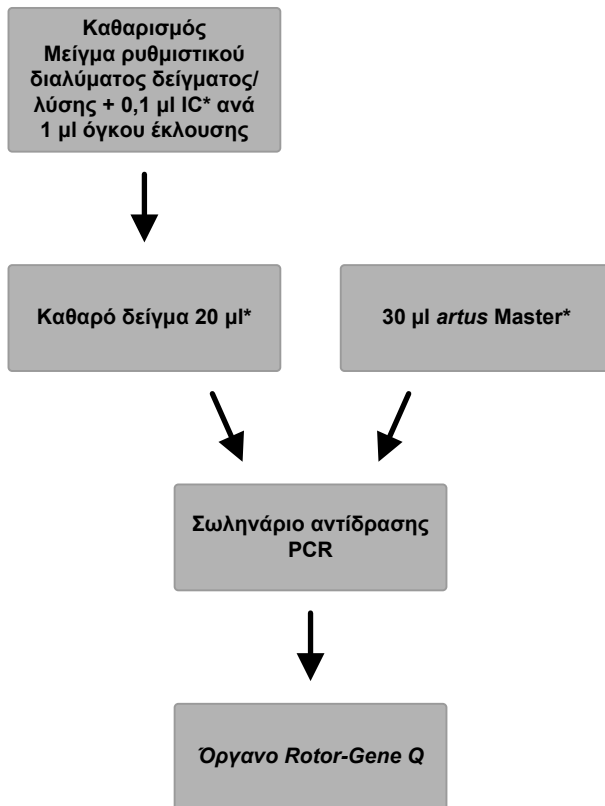 Καθαρισμός
Μείγμα ρυθμιστικού
διαλύματος δείγματος/
λύσης + 0,1 μl IC* ανά
1 μl όγκου έκλουσης
Καθαρό δείγμα 20 μl*
30 μl artus Master*
Σωληνάριο αντίδρασης
PCR
Όργανο Rotor-Gene Q